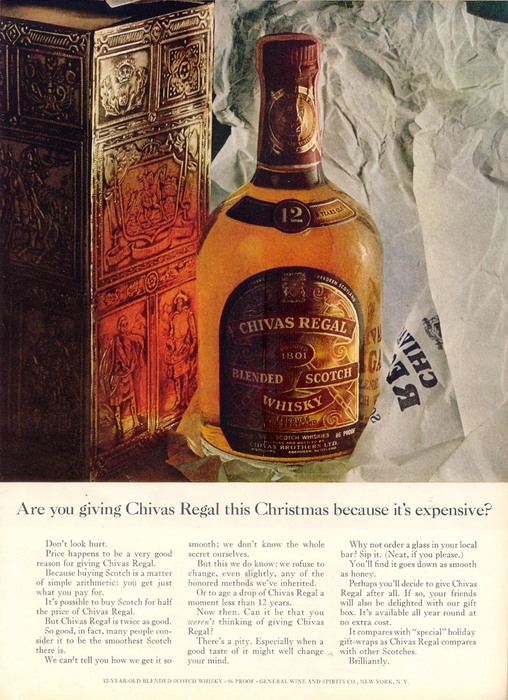 12 YEARS OLD
CHIVAS REGAL
1801
BLENDED SCOTCH
WHISKY
SCOTCH WHISKIES 86 PROOF
CHIVAS BROTHERS LTD.
CHIV
RE
Are you giving Chivas Regal this Christmas because it's expensive?
Don't look hurt.
Price happens to be a very good
reason for giving Chivas Regal.
Because buying Scotch is a matter
of simple arithmetic: you get just
what you pay for.
It's possible to buy Scotch for half
the price of Chivas Regal.
But Chivas Regal is twice as good.
So good, in fact, many people con-
sider it to be the smoothest Scotch
there is.
We can't tell you how we get it so
smooth; we don't know the whole
secret ourselves.
But this we do know: we refuse to
change, even slightly, any of the
honored methods we've inherited.
Or to age a drop of Chivas Regal a
moment less than 12 years.
Now then. Can it be that you
weren't thinking of giving Chivas
Regal?
There's a pity. Especially when a
good taste of it might well change
your mind.
Why not order a glass in your local
bar? Sip it. (Neat, if you please.)
You'll find it goes down as smooth
as honey.
Perhaps you'll decide to give Chivas
Regal after all. If so, your friends
will also be delighted with our gift
box. It's available all year round at
no extra cost.
It compares with "special" holiday
gift-wraps as Chivas Regal compares
with other Scotches.
Brilliantly.
12-YEAR-OLD BLENDED SCOTCH WHISKY • 86 PROOF • GENERAL WINE AND SPIRITS CO., NEW YORK, N. Y.